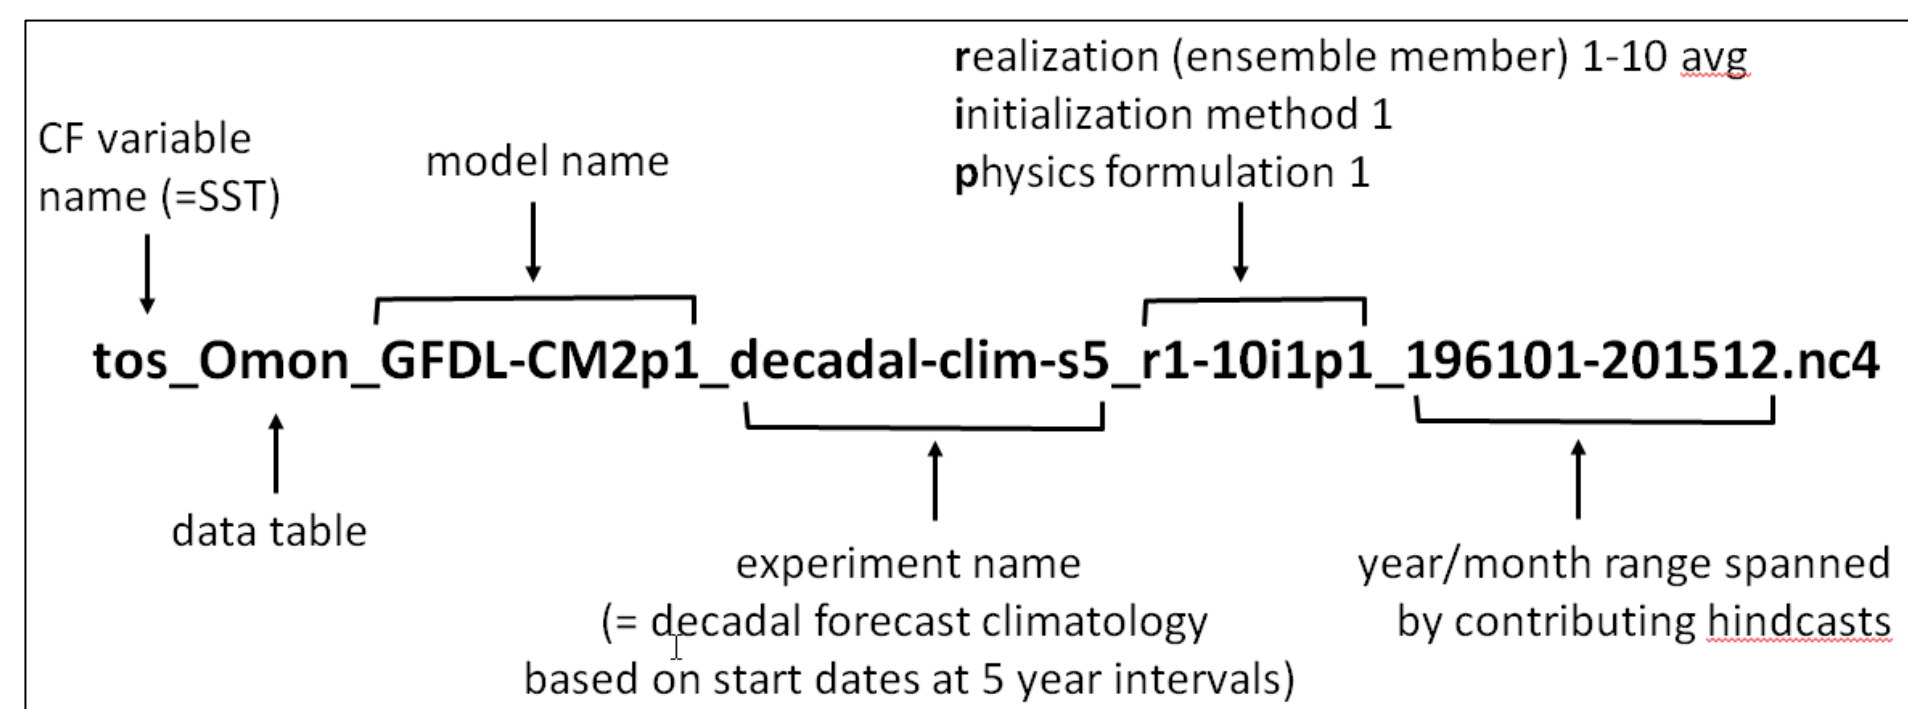 realization (ensemble member) 1-10 avg
initialization method 1
physics formulation 1
CF variable
name (=SST)
model name
tos_Omon_GFDL-CM2p1_decadal-clim-s5_r1-10i1p1_196101-201512.nc4
data table
experiment name
(= decadal forecast climatology
based on start dates at 5 year intervals)
year/month range spanned
by contributing hindcasts